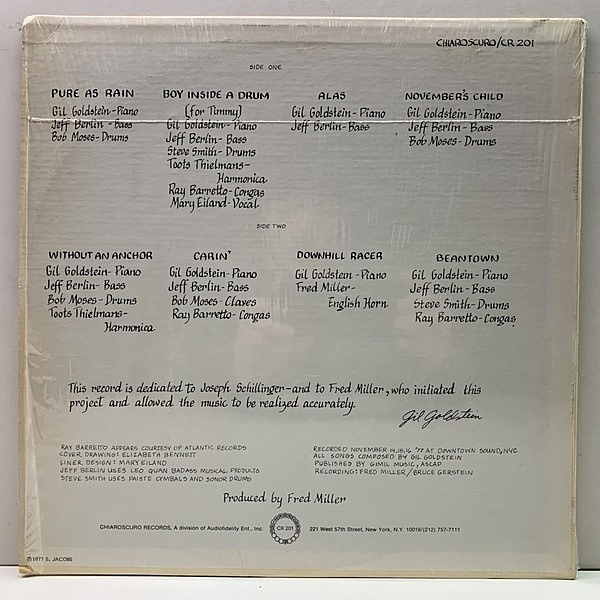 CHIAROSCURO/CR 201
SIDE ONE
PURE AS RAIN
Gil Goldstein-Piano
Jeff Berlin-Bass
Bob Moses-Drums
BOY INSIDE A DRUM
(for Timmy)
Gil Goldstein-Piano
Jeff Berlin-Bass
Steve Smith-Drums
Toots Thielmans-
Harmonica
Ray Barretto-Congas
Mary Eiland-Vocal
ALAS
Gil Goldstein-Piano
Jeff Berlin-Bass
NOVEMBER'S CHILD
Gil Goldstein-Piano
Jeff Berlin-Bass
Bob Moses-Drums
SIDE TWO
WITHOUT AN ANCHOR
Gil Goldstein-Piano
Jeff Berlin-Bass
Bob Moses-Drums
Toots Thielmans-
Harmonica
CARIN'
Gil Goldstein-Piano
Jeff Berlin-Bass
Bob Moses-Claves
Ray Barretto-Congas
DOWNHILL RACER
Gil Goldstein-Piano
Fred Miller-
English Horn
BEANTOWN
Gil Goldstein-Piano
Jeff Berlin-Bass
Steve Smith-Drums
Ray Barretto-Congas
This record is dedicated to Joseph Schillinger-and to Fred Miller, who initiated this
project and allowed the music to be realized accurately.
Gil Goldstein
RAY BARRETTO APPEARS COURTESY OF ATLANTIC RECORDS
COVER DRAWING: ELIZABETH BENNETT
LINER DESIGN: MARY EILAND
JEFF BERLIN USES LEO QUAN BADASS MUSICAL PRODUCTS
STEVE SMITH USES PAISTE CYMBALS AND SONOR DRUMS
RECORDED NOVEMBER 14,15,16 '77 AT DOWNTOWN SOUND, NYC
ALL SONGS COMPOSED BY GIL GOLDSTEIN
PUBLISHED BY GIMIL MUSIC, ASCAP
RECORDING: FRED MILLER/BRUCE GERSTEIN
Produced by Fred Miller
CHIAROSCURO RECORDS, A division of Audiofidelity Ent., Inc.
CR 201
221 West 57th Street, New York, N.Y. 10019/(212) 757-7111
©1977 S. JACOBS